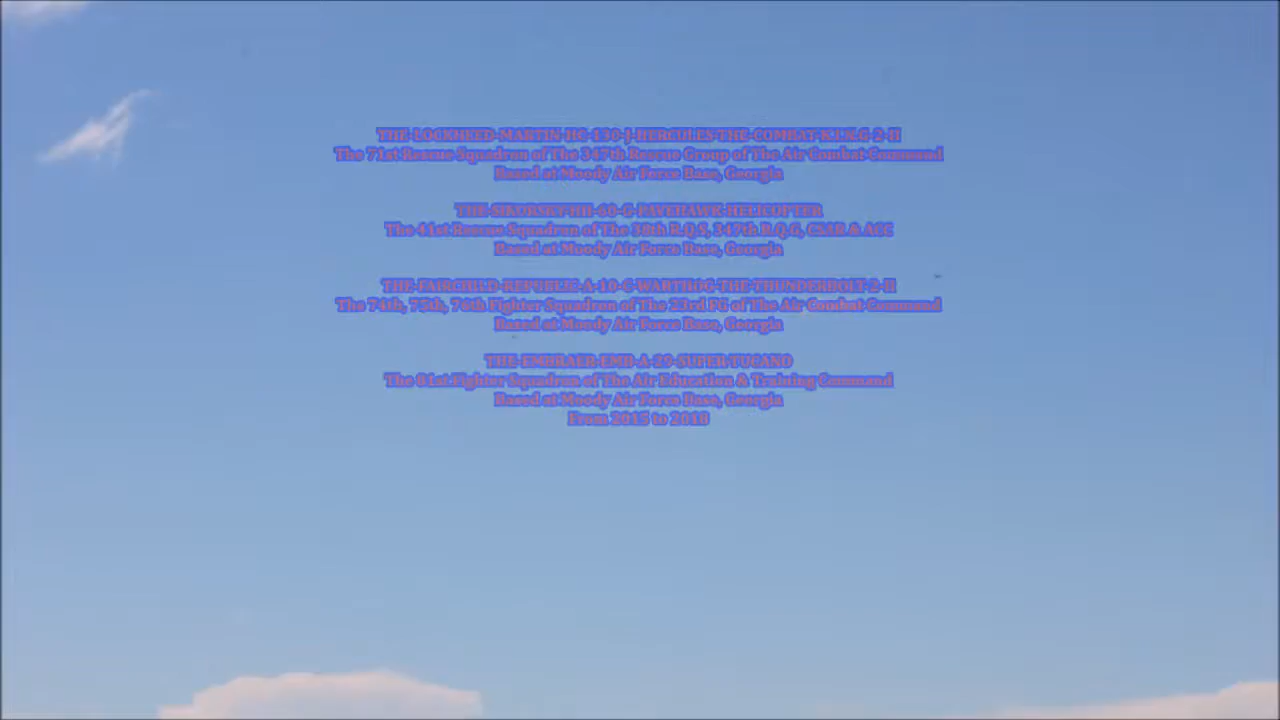 THE-LOCKHEED-MARTIN-HC-130-J-HERCULES-THE-COMBAT-K.I.N.G-2-II
The 71st Rescue Squadron of The 347th Rescue Group of The Air Combat Command
Based at Moody Air Force Base, Georgia
THE-SIKORSKY-HH-60-G-PAVEHAWK-HELICOPTER
The 41st Rescue Squadron of The 38th R.Q.S, 347th R.Q.G, CSAR & ACC
Based at Moody Air Force Base, Georgia
THE-FAIRCHILD-REPUBLIC-A-10-C-WARTHOG-THE-THUNDERBOLT-2-II
The 74th, 75th, 76th Fighter Squadron of The 23rd FG of The Air Combat Command
Based at Moody Air Force Base, Georgia
THE-EMBRAER-EMB-A-29-SUPER-TUCANO
The 81st Fighter Squadron of The Air Education & Training Command
Based at Moody Air Force Base, Georgia
From 2015 to 2018